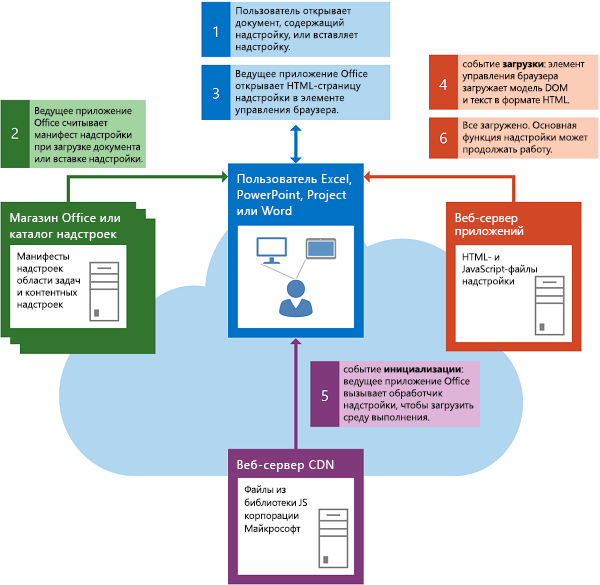 1
Пользователь открывает
документ, содержащий
надстройку, или вставляет
надстройку.
3
Ведущее приложение Office
открывает HTML-страницу
надстройки в элементе
управления браузера.
4
событие загрузки: элемент
управления браузера
загружает модель DOM
и текст в формате HTML.
6
Все загружено. Основная
функция надстройки может
продолжать работу.
2
Ведущее приложение
Office считывает
манифест надстройки
при загрузке документа
или вставке надстройки.
Магазин Office или
каталог надстроек
Манифесты
надстроек
области задач
и контентных
надстроек
Пользователь Excel,
PowerPoint, Project
или Word
Веб-сервер
приложений
HTML- и
JavaScript-файлы
надстройки
5
событие инициализации:
ведущее приложение Office
вызывает обработчик
надстройки, чтобы загрузить
среду выполнения.
Веб-сервер CDN
Файлы из
библиотеки JS
корпорации
Майкрософт